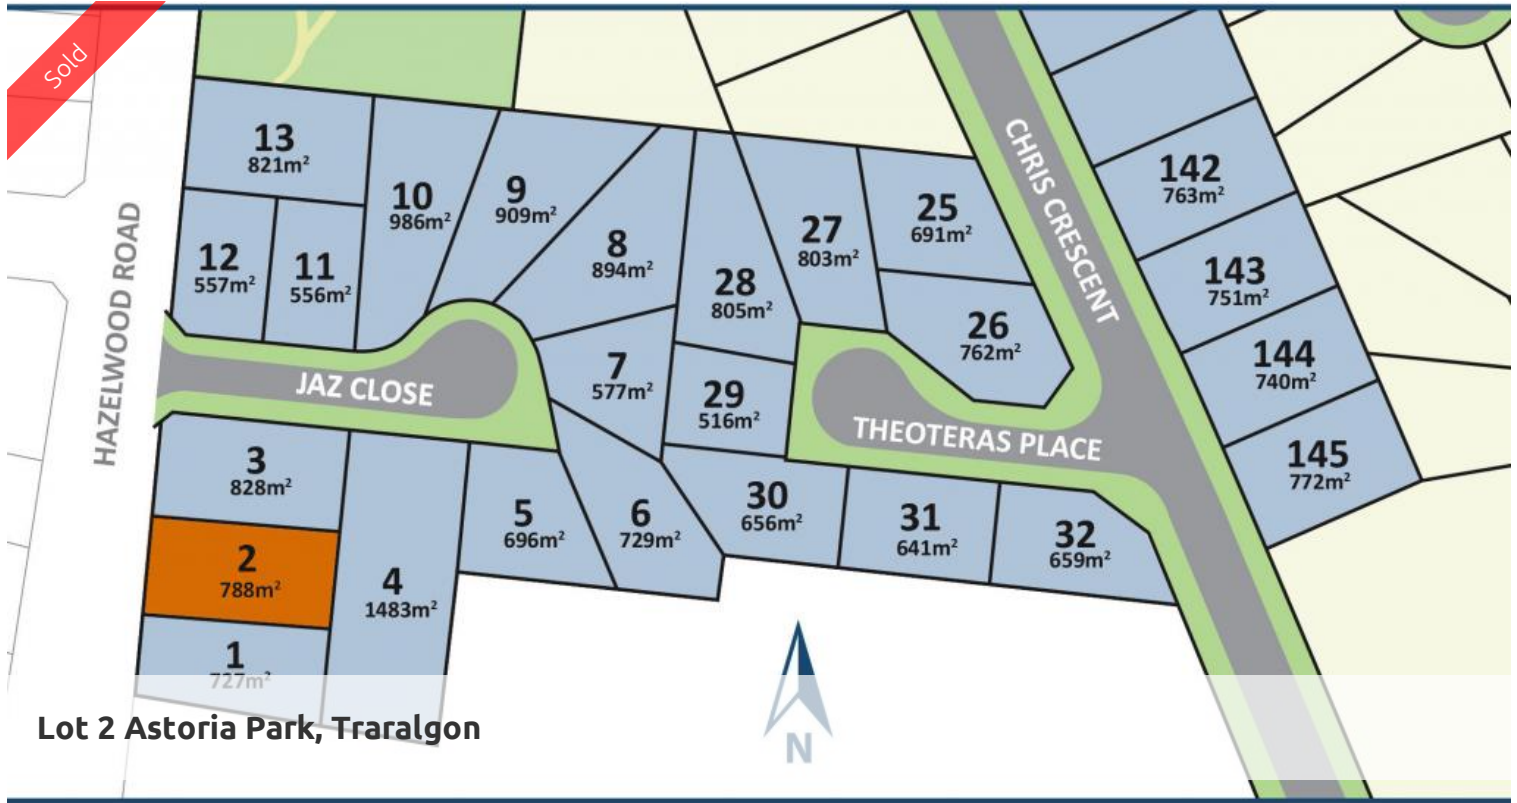 Sold
13
821m²
10
986m²
9
909m²
8
894m²
12
557m²
11
556m²
28
805m²
27
803m²
25
691m²
26
762m²
CHRIS CRESCENT
142
763m²
143
751m²
144
740m²
145
772m²
HAZELWOOD ROAD
JAZ CLOSE
7
577m²
29
516m²
THEOTERAS PLACE
3
828m²
2
788m²
1
727m²
4
1483m²
5
696m²
6
729m²
30
656m²
31
641m²
32
659m²
Lot 2 Astoria Park, Traralgon
N